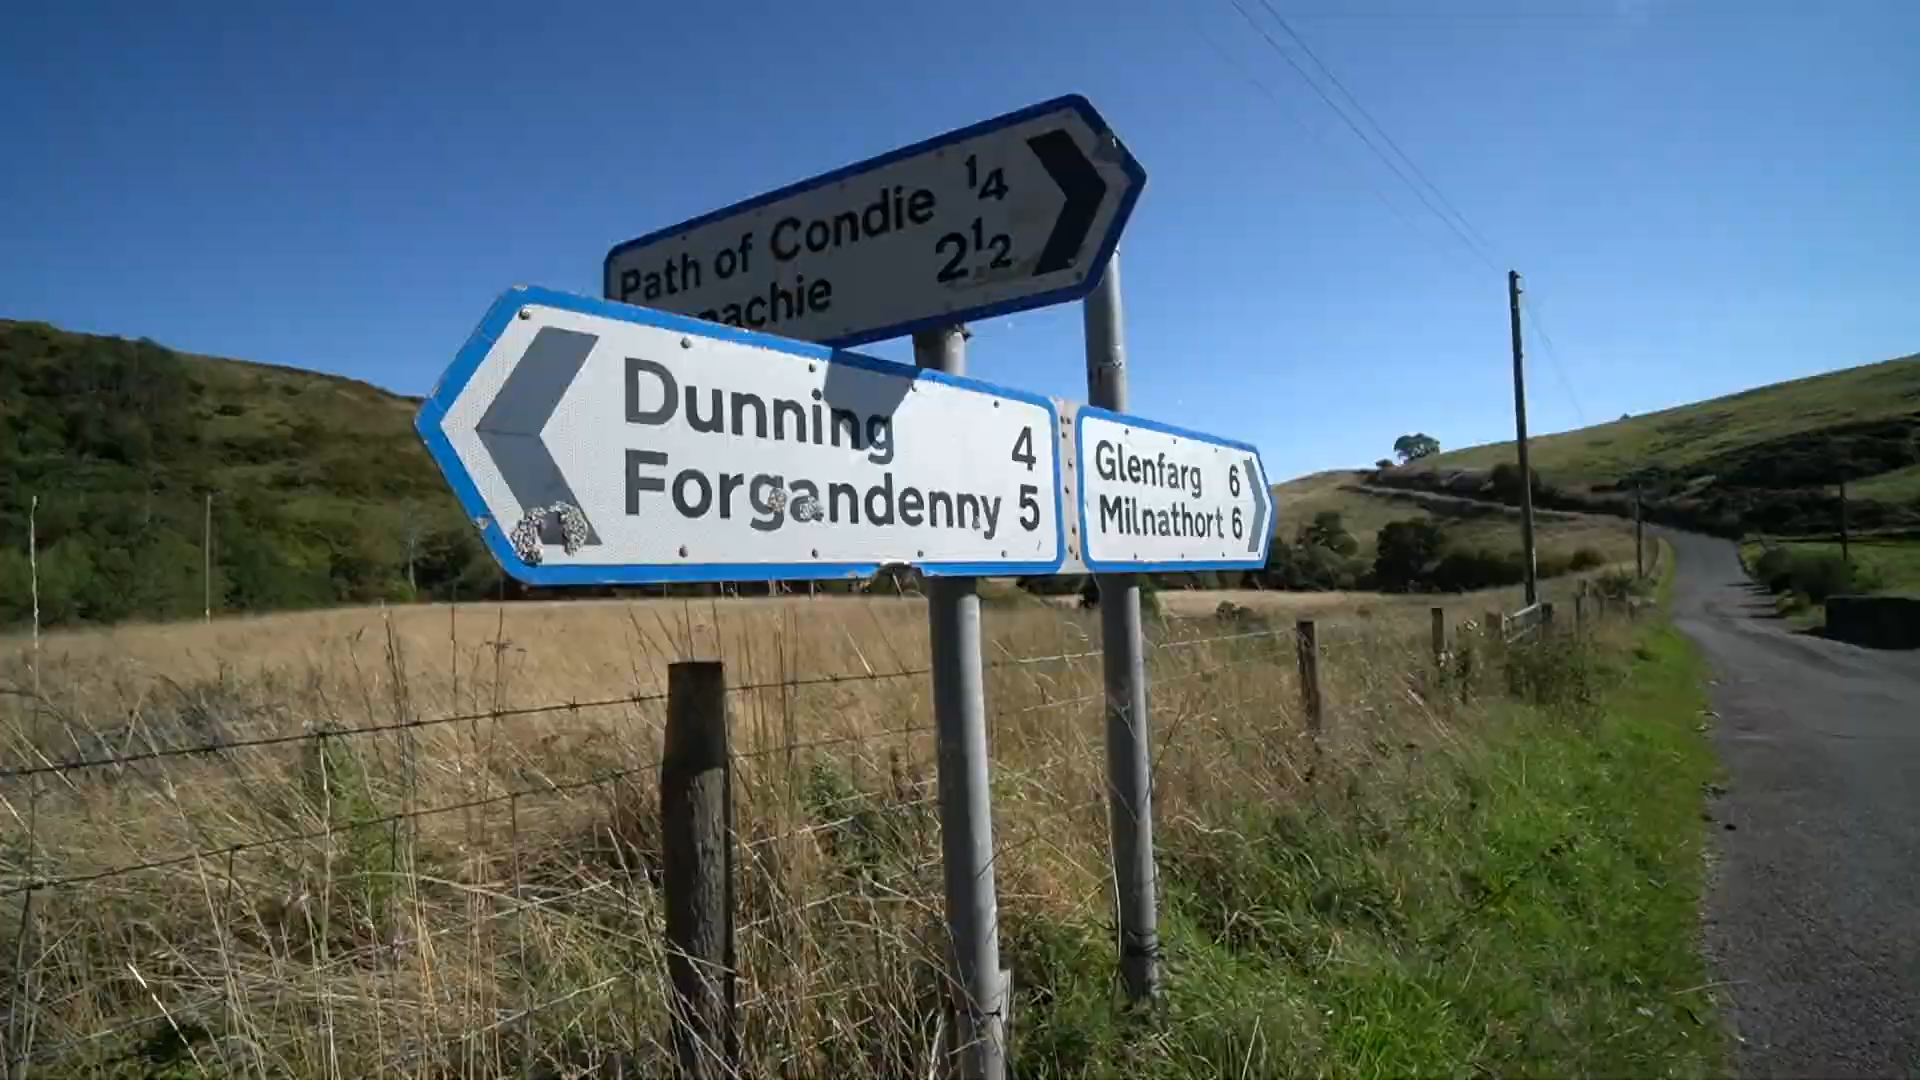 Path of Condie 1/4
2 1/2
Dunning 4
Forgandenny 5
Glenfarg 6
Milnathort 6